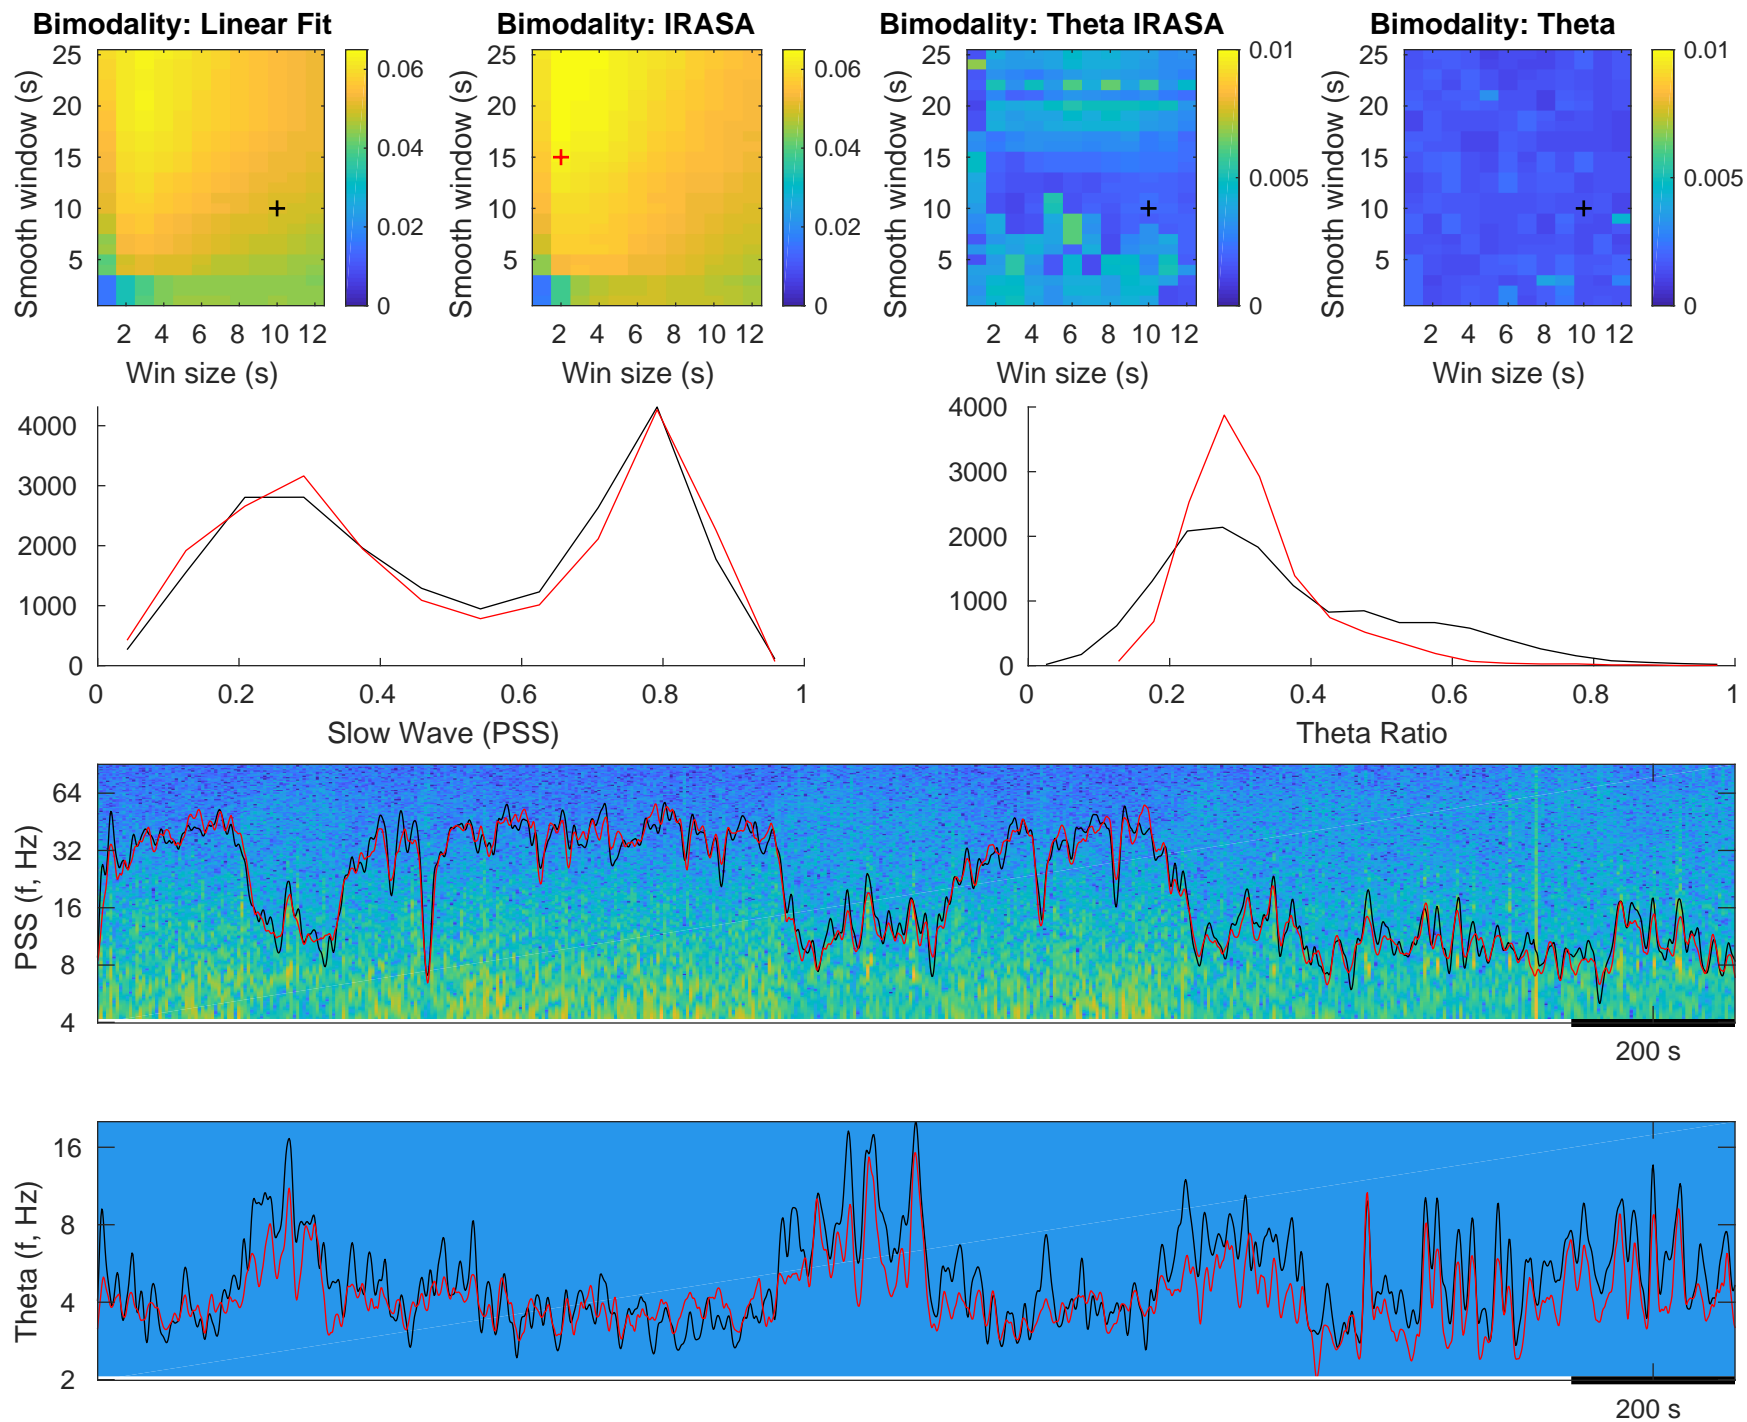 Bimodality: Linear Fit
Bimodality: IRASA
Bimodality: Theta IRASA
Bimodality: Theta
Smooth window (s)
25
20
15
10
5
2 4 6 8 10 12
Win size (s)
0.06
0.04
0.02
0
Smooth window (s)
25
20
15
10
5
2 4 6 8 10 12
Win size (s)
0.06
0.04
0.02
0
Smooth window (s)
25
20
15
10
5
2 4 6 8 10 12
Win size (s)
0.01
0.005
0
Smooth window (s)
25
20
15
10
5
2 4 6 8 10 12
Win size (s)
0.01
0.005
0
4000
3000
2000
1000
0
0 0.2 0.4 0.6 0.8 1
Slow Wave (PSS)
4000
3000
2000
1000
0
0 0.2 0.4 0.6 0.8 1
Theta Ratio
PSS (f, Hz)
64
32
16
8
4
200 s
Theta (f, Hz)
16
8
4
2
200 s